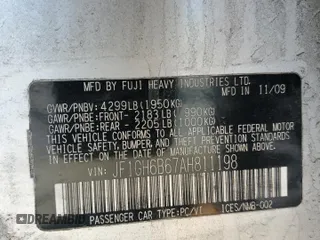 MFD BY FUJI HEAVY INDUSTRIES LTD.
IN 11/09
GVWR/PNBV: 4299LB(1950KG)
GAWR/PNBE:FRONT- 2183LB( 990KG)
GAWR/PNBE:REAR - 2205LB(1000KG)
THIS VEHICLE CONFORMS TO ALL APPLICABLE
FEDERAL MOTOR VEHICLE SAFETY, BUMPER,
AND THEFT PREVENTION STANDARDS IN EFFECT
ON THE DATE OF MANUFACTURE SHOWN ABOVE.
VIN: JF1GH6B67AH811198
PASSENGER CAR TYPE:PC/VT ICES/NMB-002